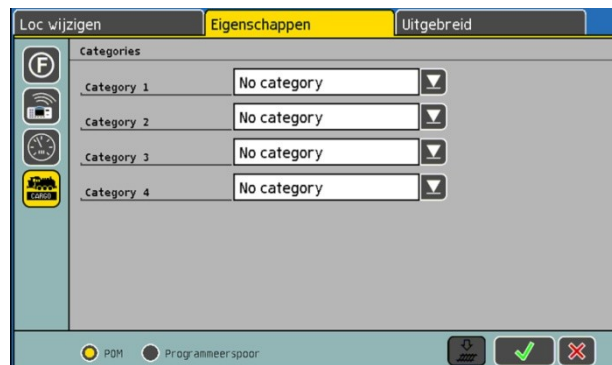 Loc wijzigen Eigenschappen Uitgebreid
Categories
F
Category 1 No category
Category 2 No category
Category 3 No category
Category 4 No category
CARGO
POM Programmeerspoor